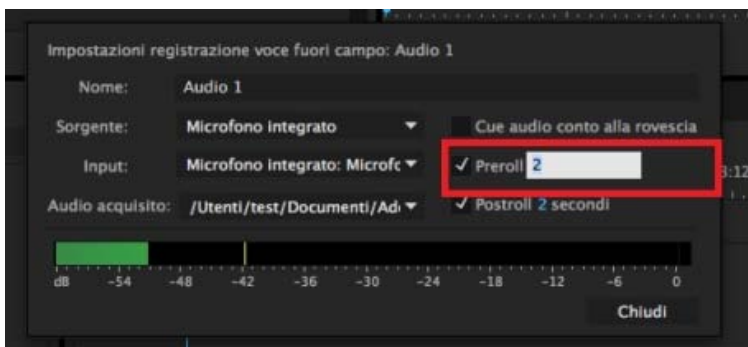 Impostazioni registrazione voce fuori campo: Audio 1
Nome: Audio 1
Sorgente: Microfono integrato Cue audio conto alla rovescia
Input: Microfono integrato: Microfc Preroll 2
3:12
Audio acquisito: /Utenti/test/Documenti/Ad Postroll 2 secondi
dB -54 -48 -42 -36 -30 -24 -18 -12 -6 0
Chiudi